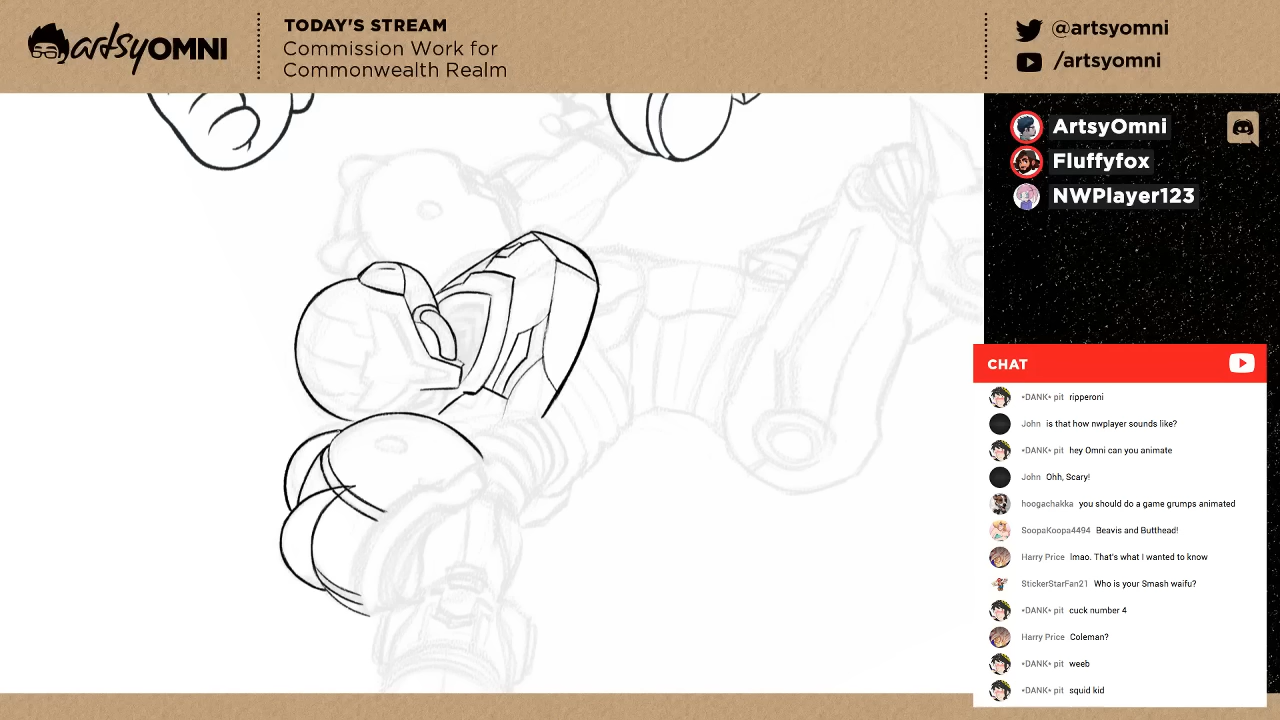 artsyOMNI
TODAY'S STREAM
Commission Work for
Commonwealth Realm
@artsyomni
/artsyomni
ArtsyOmni
Fluffyfox
NWPlayer123
CHAT
•DANK• pit ripperoni
John is that how nwplayer sounds like?
•DANK• pit hey Omni can you animate
John Ohh, Scary!
hoogachakka you should do a game grumps animated
SoopaKoopa4494 Beavis and Butthead!
Harry Price lmao. That's what I wanted to know
StickerStarFan21 Who is your Smash waifu?
•DANK• pit cuck number 4
Harry Price Coleman?
•DANK• pit weeb
•DANK• pit squid kid